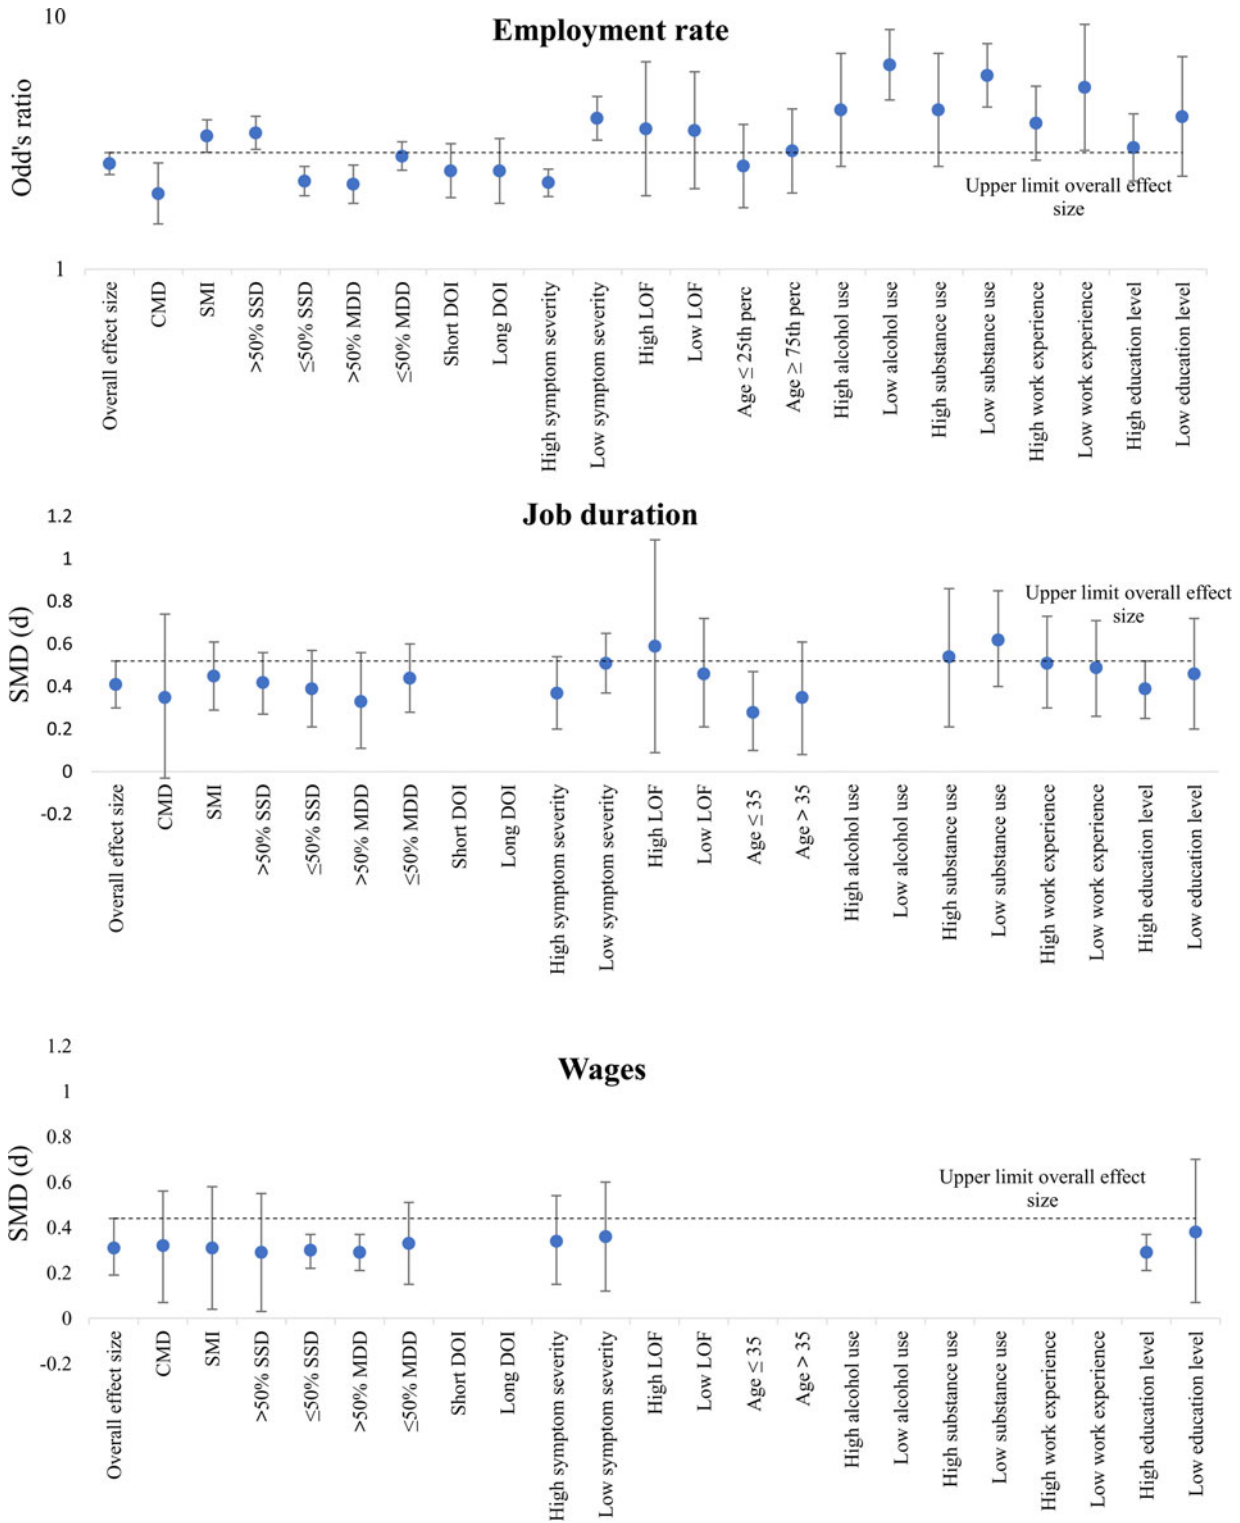 Employment rate
10
Odd's ratio
1
Upper limit overall effect
size
Overall effect size
CMD
SMI
>50% SSD
≤50% SSD
>50% MDD
≤50% MDD
Short DOI
Long DOI
High symptom severity
Low symptom severity
High LOF
Low LOF
Age ≤ 25th perc
Age ≥ 75th perc
High alcohol use
Low alcohol use
High substance use
Low substance use
High work experience
Low work experience
High education level
Low education level
Job duration
1.2
1
0.8
0.6
0.4
0.2
0
-0.2
SMD (d)
Upper limit overall effect
size
Overall effect size
CMD
SMI
>50% SSD
≤50% SSD
>50% MDD
≤50% MDD
Short DOI
Long DOI
High symptom severity
Low symptom severity
High LOF
Low LOF
Age ≤ 35
Age > 35
High alcohol use
Low alcohol use
High substance use
Low substance use
High work experience
Low work experience
High education level
Low education level
Wages
1.2
1
0.8
0.6
0.4
0.2
0
-0.2
SMD (d)
Upper limit overall effect
size
Overall effect size
CMD
SMI
>50% SSD
≤50% SSD
>50% MDD
≤50% MDD
Short DOI
Long DOI
High symptom severity
Low symptom severity
High LOF
Low LOF
Age ≤ 35
Age > 35
High alcohol use
Low alcohol use
High substance use
Low substance use
High work experience
Low work experience
High education level
Low education level